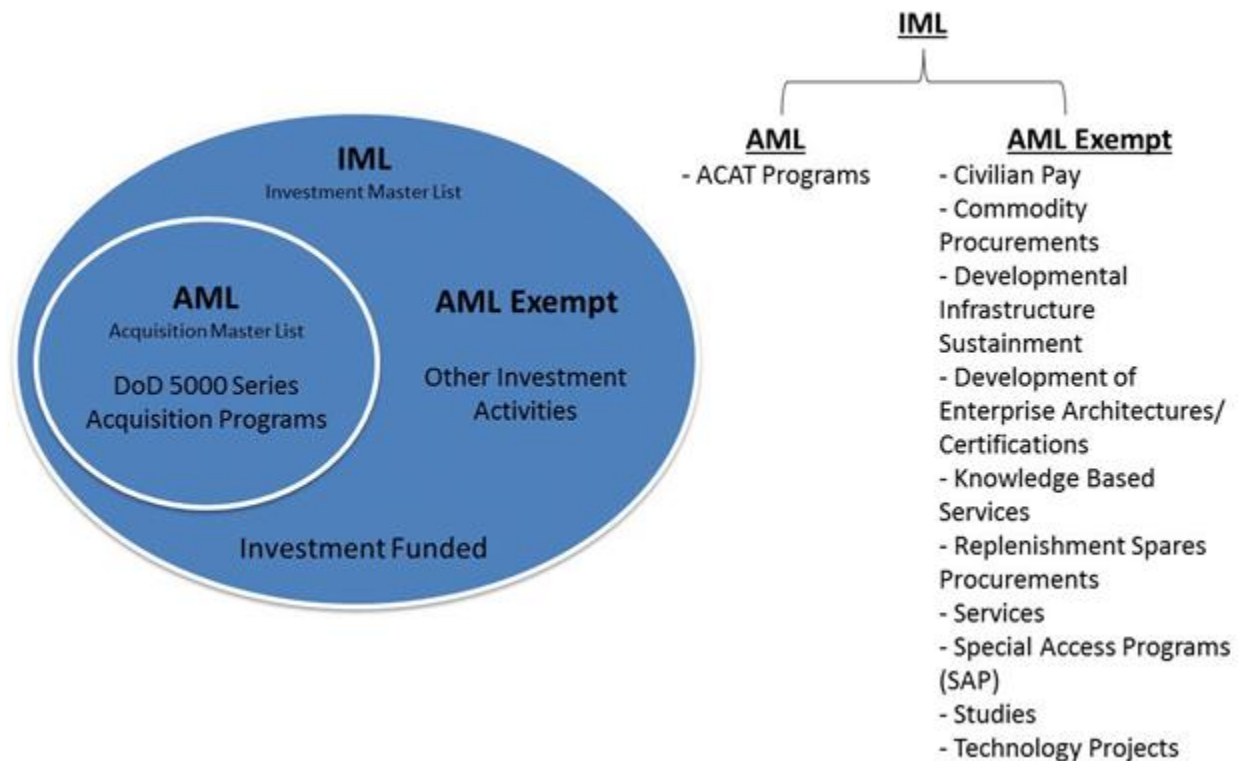 IML
Investment Master List
AML
Acquisition Master List
DoD 5000 Series
Acquisition Programs
AML Exempt
Other Investment
Activities
Investment Funded
IML
AML
- ACAT Programs
AML Exempt
- Civilian Pay
- Commodity
Procurements
- Developmental
Infrastructure
Sustainment
- Development of
Enterprise Architectures/
Certifications
- Knowledge Based
Services
- Replenishment Spares
Procurements
- Services
- Special Access Programs
(SAP)
- Studies
- Technology Projects